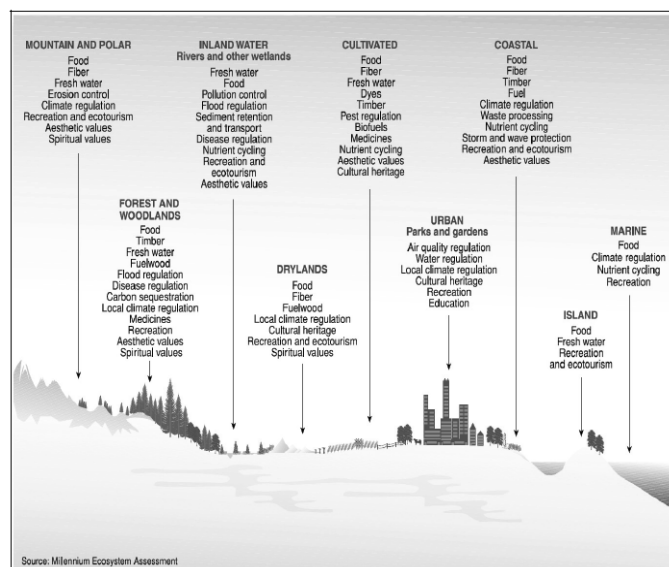 MOUNTAIN AND POLAR
Food
Fiber
Fresh water
Erosion control
Climate regulation
Recreation and ecotourism
Aesthetic values
Spiritual values
INLAND WATER
Rivers and other wetlands
Fresh water
Food
Pollution control
Flood regulation
Sediment retention
and transport
Disease regulation
Nutrient cycling
Recreation and
ecotourism
Aesthetic values
CULTIVATED
Food
Fiber
Fresh water
Dyes
Timber
Pest regulation
Biofuels
Medicines
Nutrient cycling
Aesthetic values
Cultural heritage
COASTAL
Food
Fiber
Timber
Fuel
Climate regulation
Waste processing
Nutrient cycling
Storm and wave protection
Recreation and ecotourism
Aesthetic values
FOREST AND
WOODLANDS
Food
Timber
Fresh water
Fuelwood
Flood regulation
Disease regulation
Carbon sequestration
Local climate regulation
Medicines
Recreation
Aesthetic values
Spiritual values
DRYLANDS
Food
Fiber
Fuelwood
Local climate regulation
Cultural heritage
Recreation and ecotourism
Spiritual values
URBAN
Parks and gardens
Air quality regulation
Water regulation
Local climate regulation
Cultural heritage
Recreation
Education
MARINE
Food
Climate regulation
Nutrient cycling
Recreation
ISLAND
Food
Fresh water
Recreation
and ecotourism
Source: Millennium Ecosystem Assessment